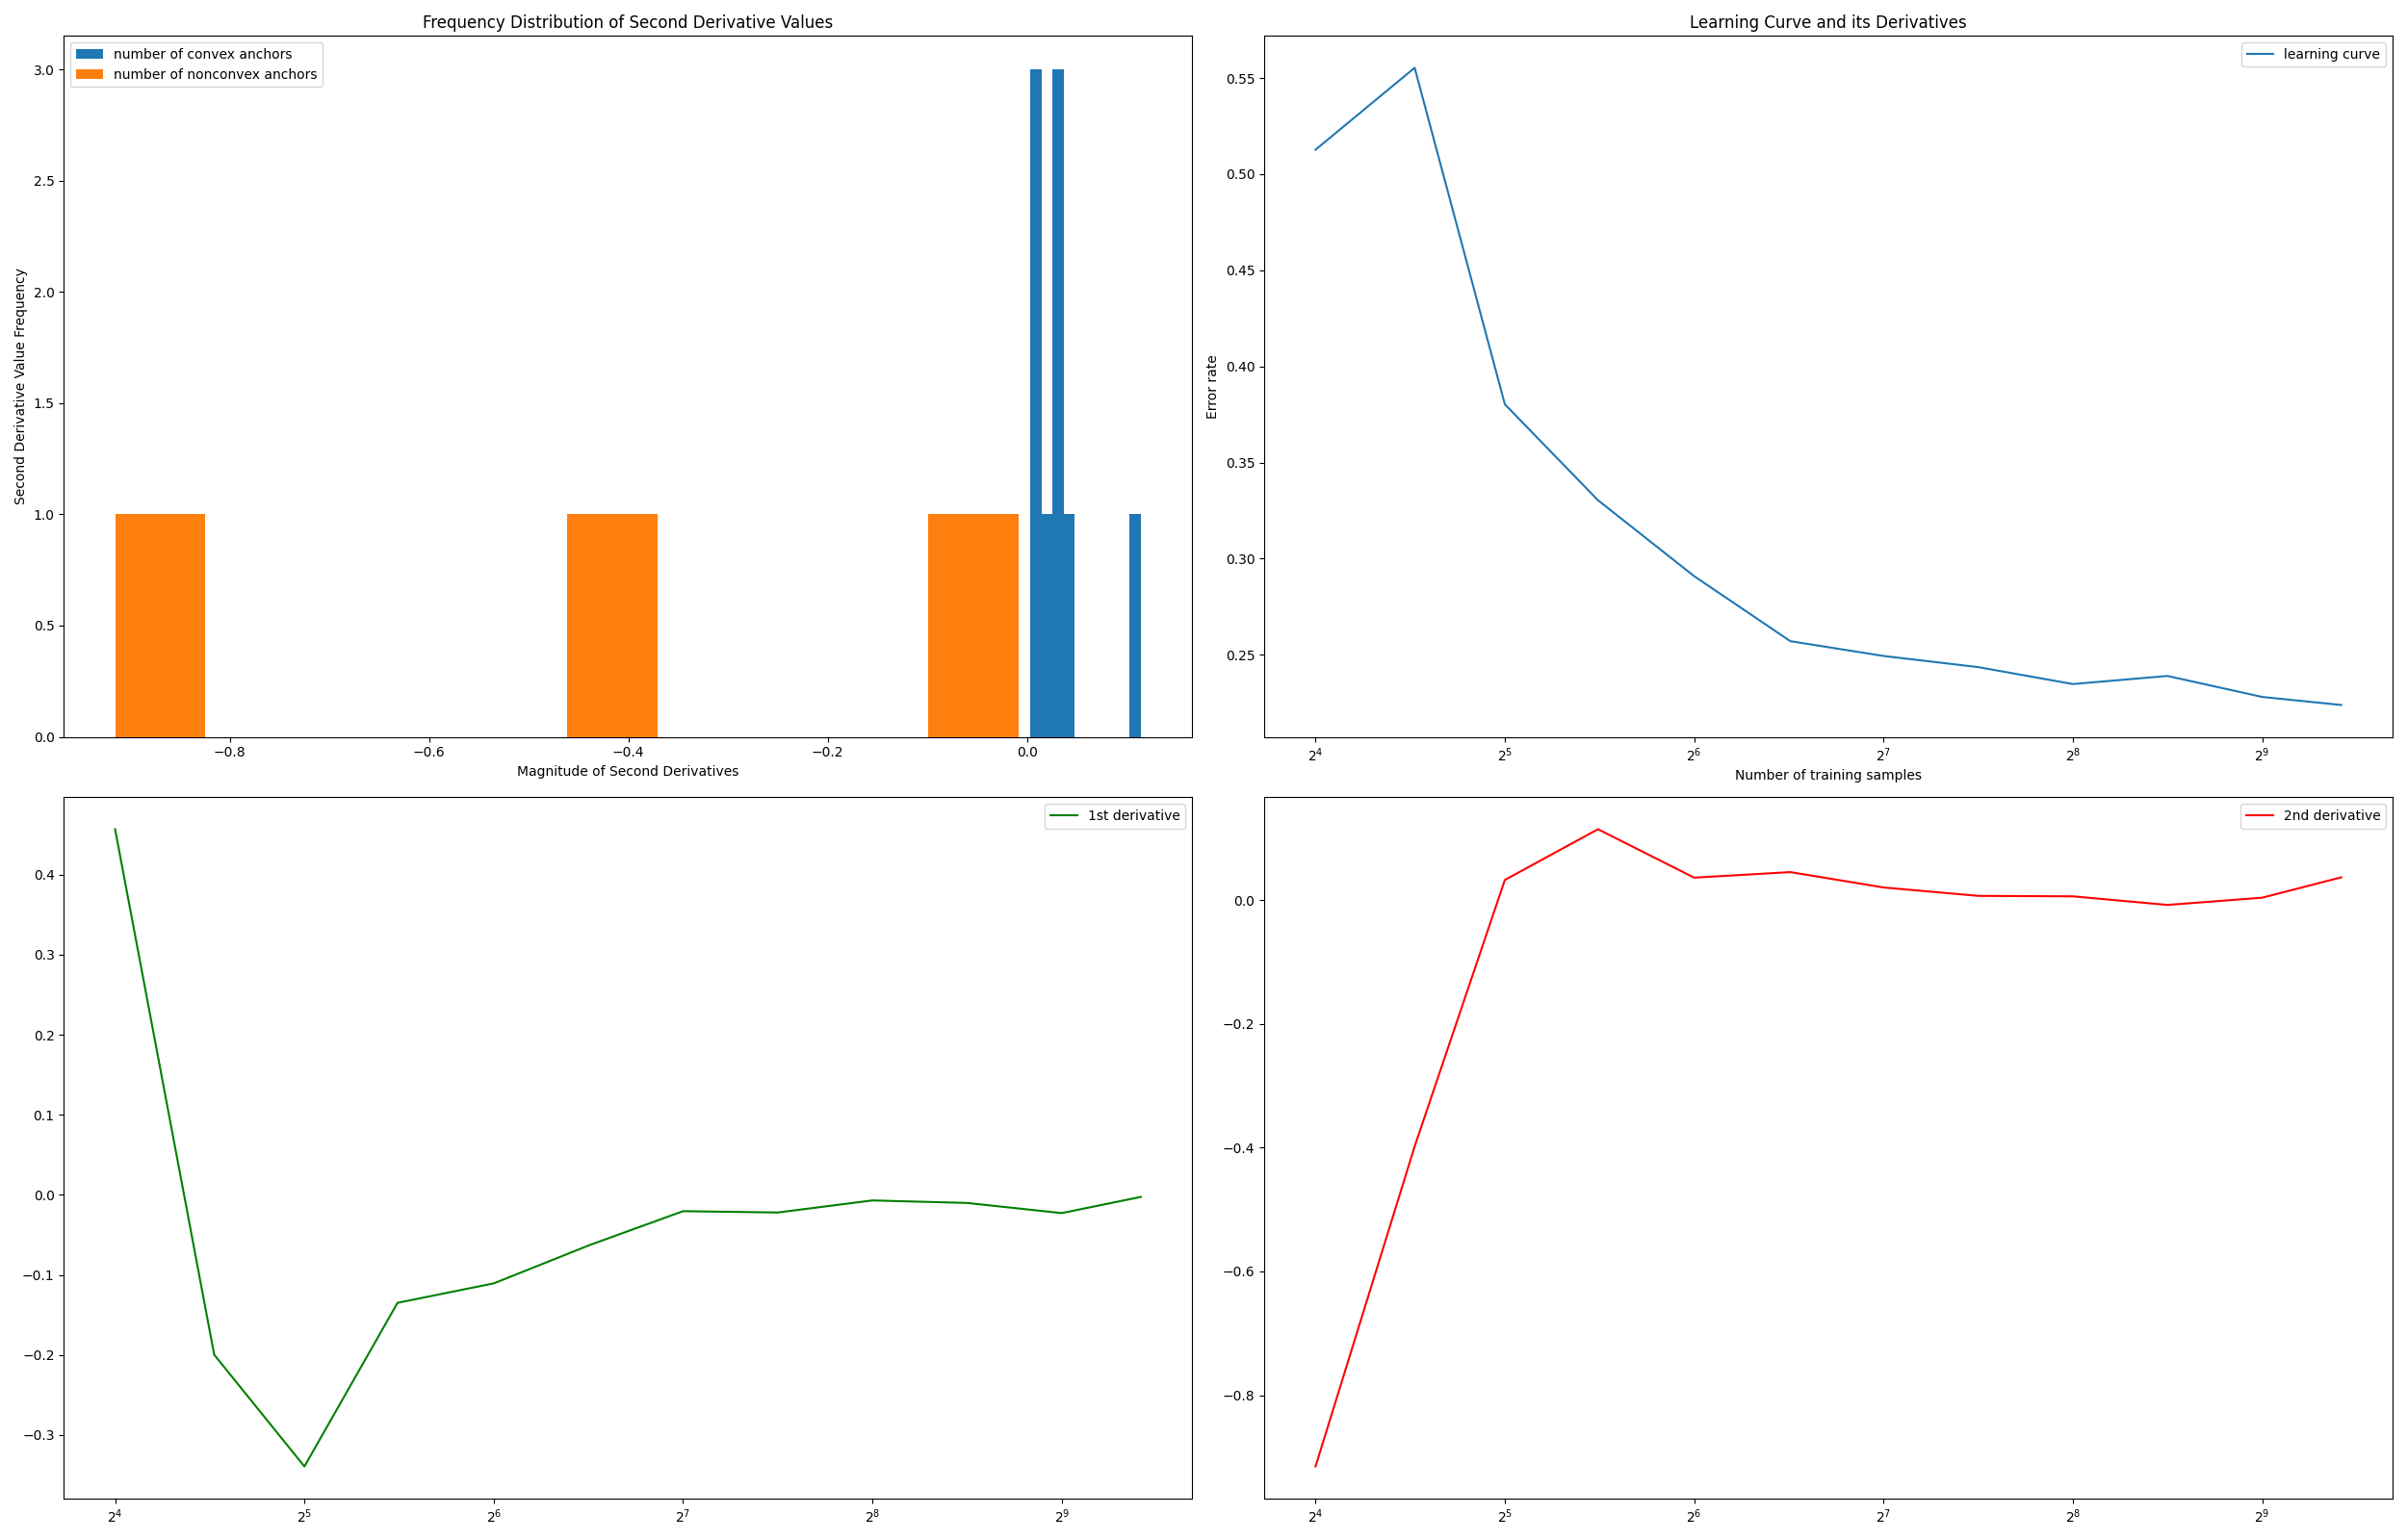 Frequency Distribution of Second Derivative Values
number of convex anchors
number of nonconvex anchors
Second Derivative Value Frequency
3.0
2.5
2.0
1.5
1.0
0.5
0.0
−0.8 −0.6 −0.4 −0.2 0.0
Magnitude of Second Derivatives
Learning Curve and its Derivatives
learning curve
Error rate
0.55
0.50
0.45
0.40
0.35
0.30
0.25
2⁴ 2⁵ 2⁶ 2⁷ 2⁸ 2⁹
Number of training samples
1st derivative
0.4
0.3
0.2
0.1
0.0
−0.1
−0.2
−0.3
2⁴ 2⁵ 2⁶ 2⁷ 2⁸ 2⁹
2nd derivative
0.0
−0.2
−0.4
−0.6
−0.8
2⁴ 2⁵ 2⁶ 2⁷ 2⁸ 2⁹